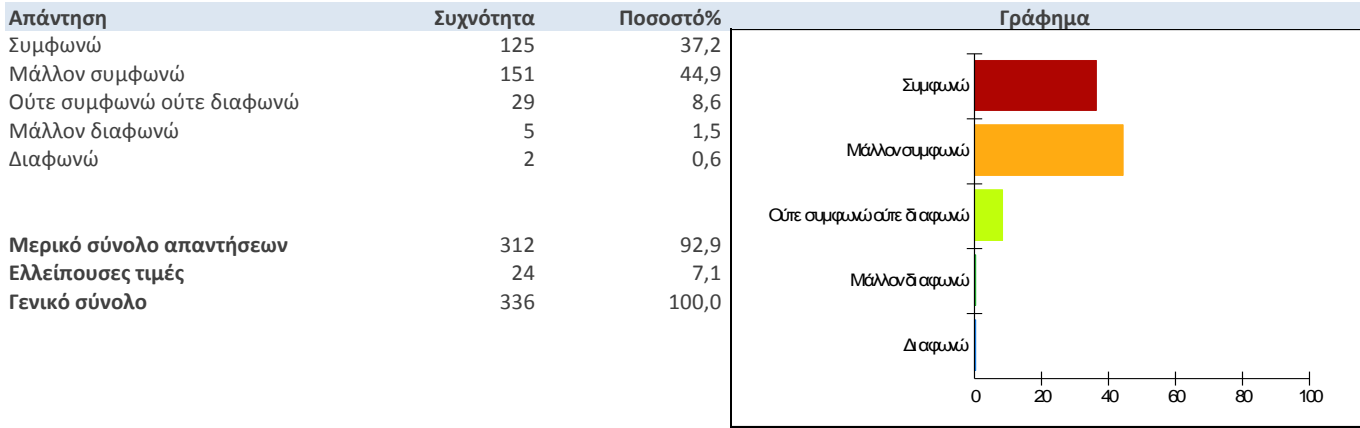 Απάντηση Συχνότητα Ποσοστό% Γράφημα
Συμφωνώ 125 37,2
Μάλλον συμφωνώ 151 44,9
Ούτε συμφωνώ ούτε διαφωνώ 29 8,6
Μάλλον διαφωνώ 5 1,5
Διαφωνώ 2 0,6
Μερικό σύνολο απαντήσεων 312 92,9
Ελλείπουσες τιμές 24 7,1
Γενικό σύνολο 336 100,0
Συμφωνώ
Μάλλον συμφωνώ
Ούτε συμφωνώ ούτε διαφωνώ
Μάλλον διαφωνώ
Διαφωνώ
0 20 40 60 80 100